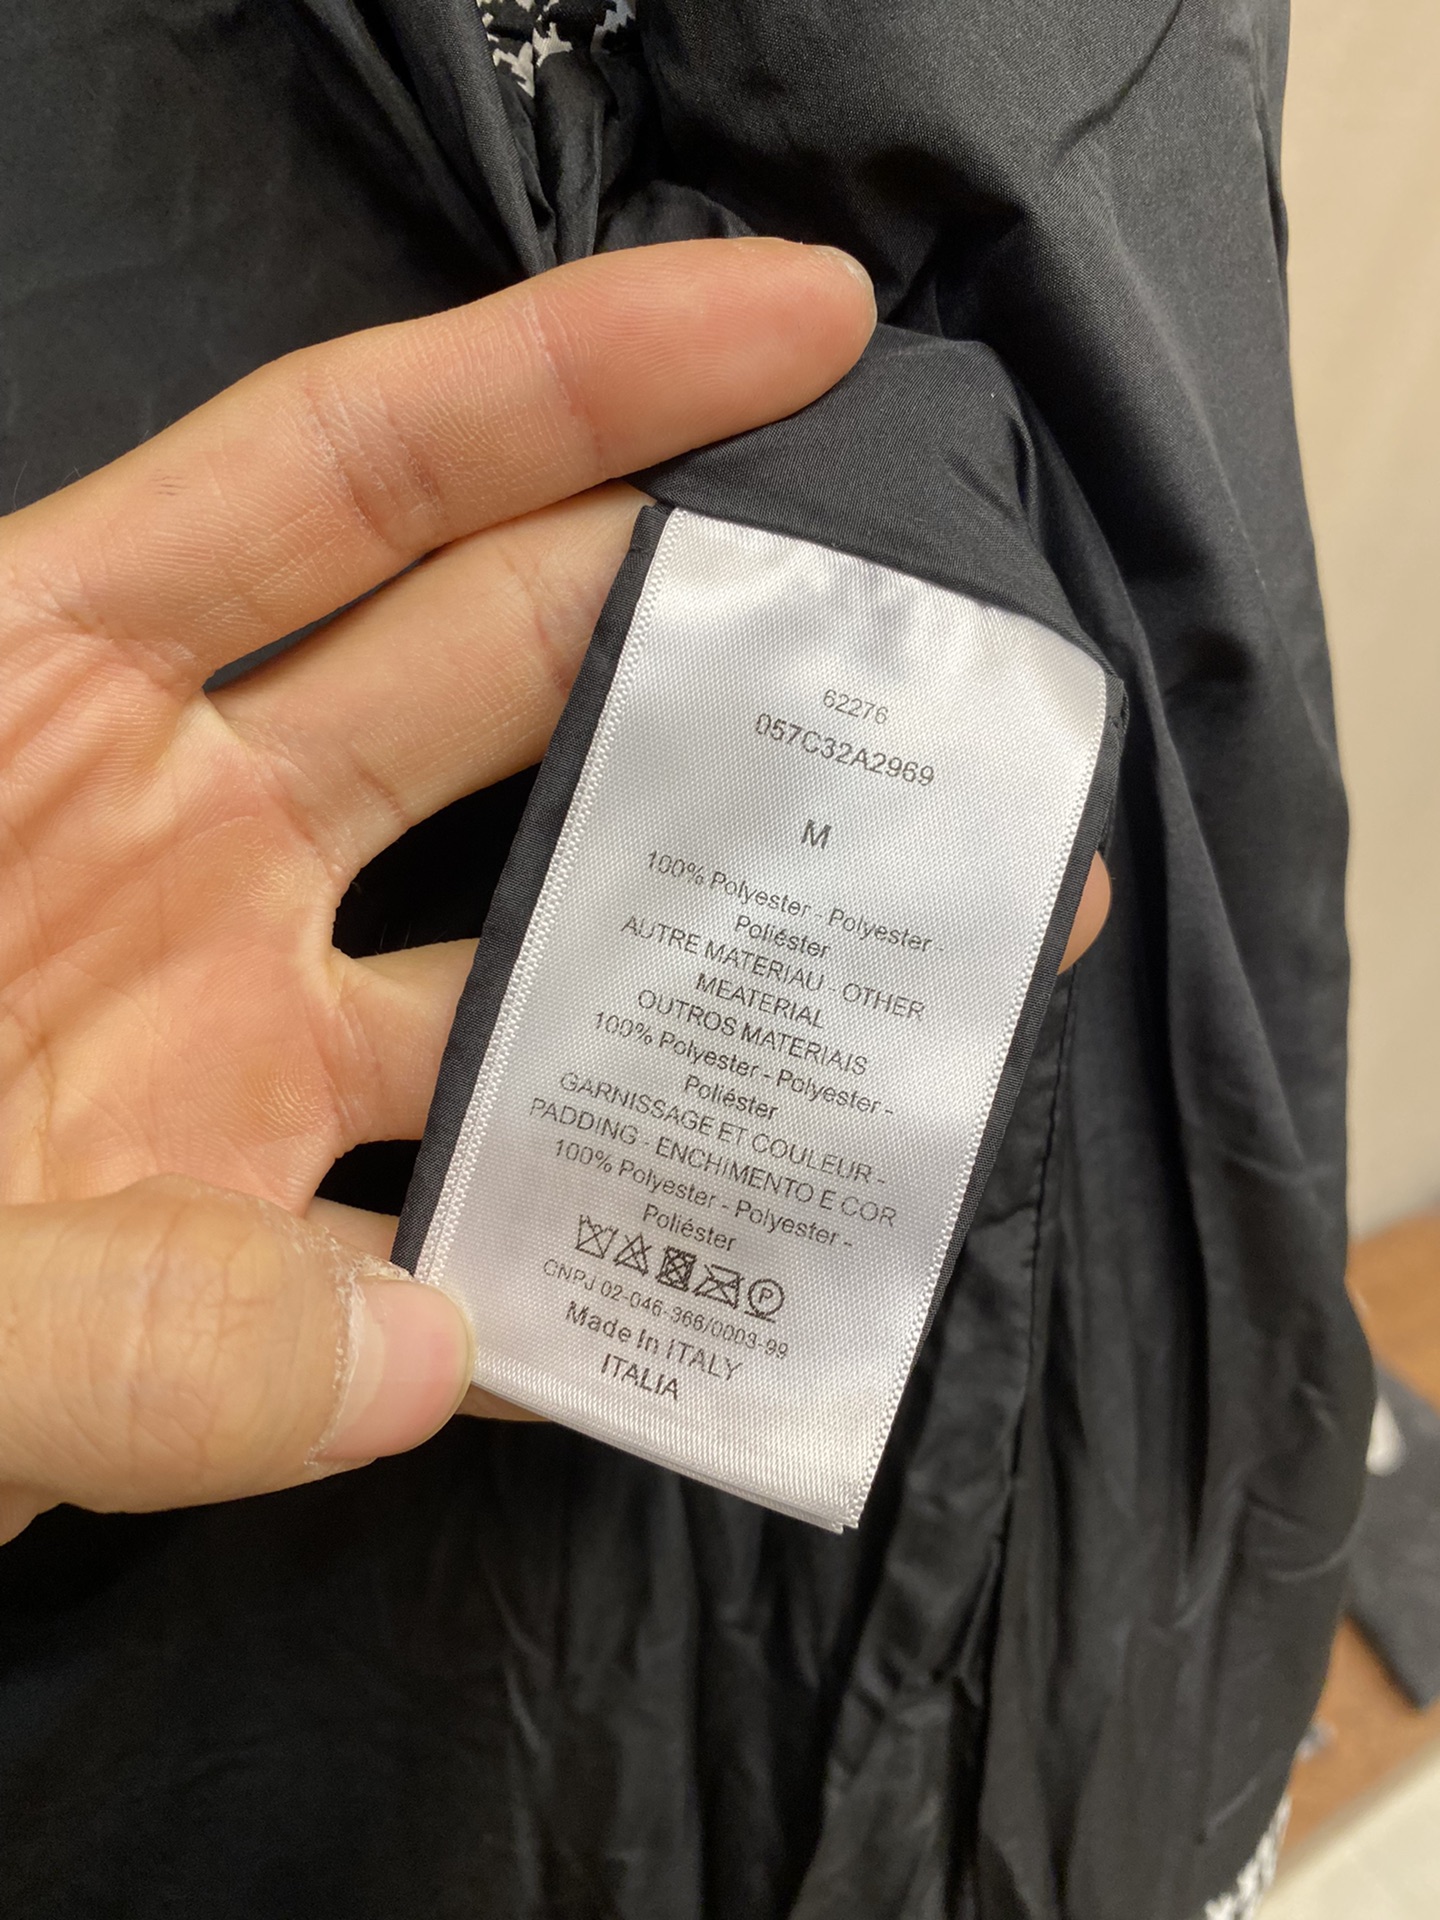 62276
057C32A2969
M
100% Polyester - Polyester -
Poliéster
AUTRE MATERIAU - OTHER
MEATERIAL
OUTROS MATERIAIS
100% Polyester - Polyester -
Poliéster
GARNISSAGE ET COULEUR -
PADDING - ENCHIMENTO E COR
100% Polyester - Polyester -
Poliéster
P
CNPJ 02-046-366/0003-99
Made In ITALY
ITALIA